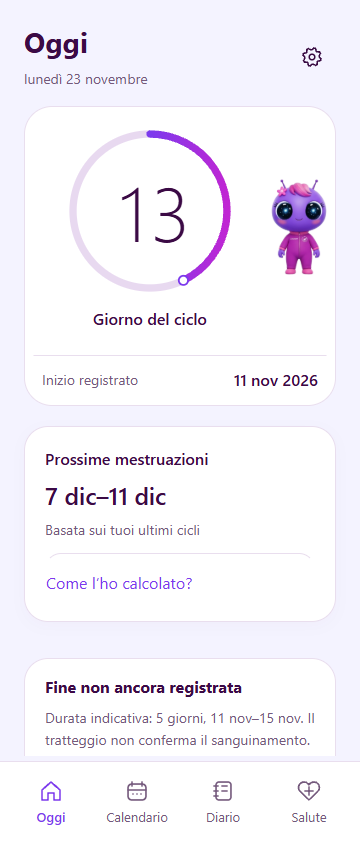 Oggi
lunedì 23 novembre
13
Giorno del ciclo
Inizio registrato
11 nov 2026
Prossime mestruazioni
7 dic–11 dic
Basata sui tuoi ultimi cicli
Come l’ho calcolato?
Fine non ancora registrata
Durata indicativa: 5 giorni, 11 nov–15 nov. Il
tratteggio non conferma il sanguinamento.
Oggi
Calendario
Diario
Salute